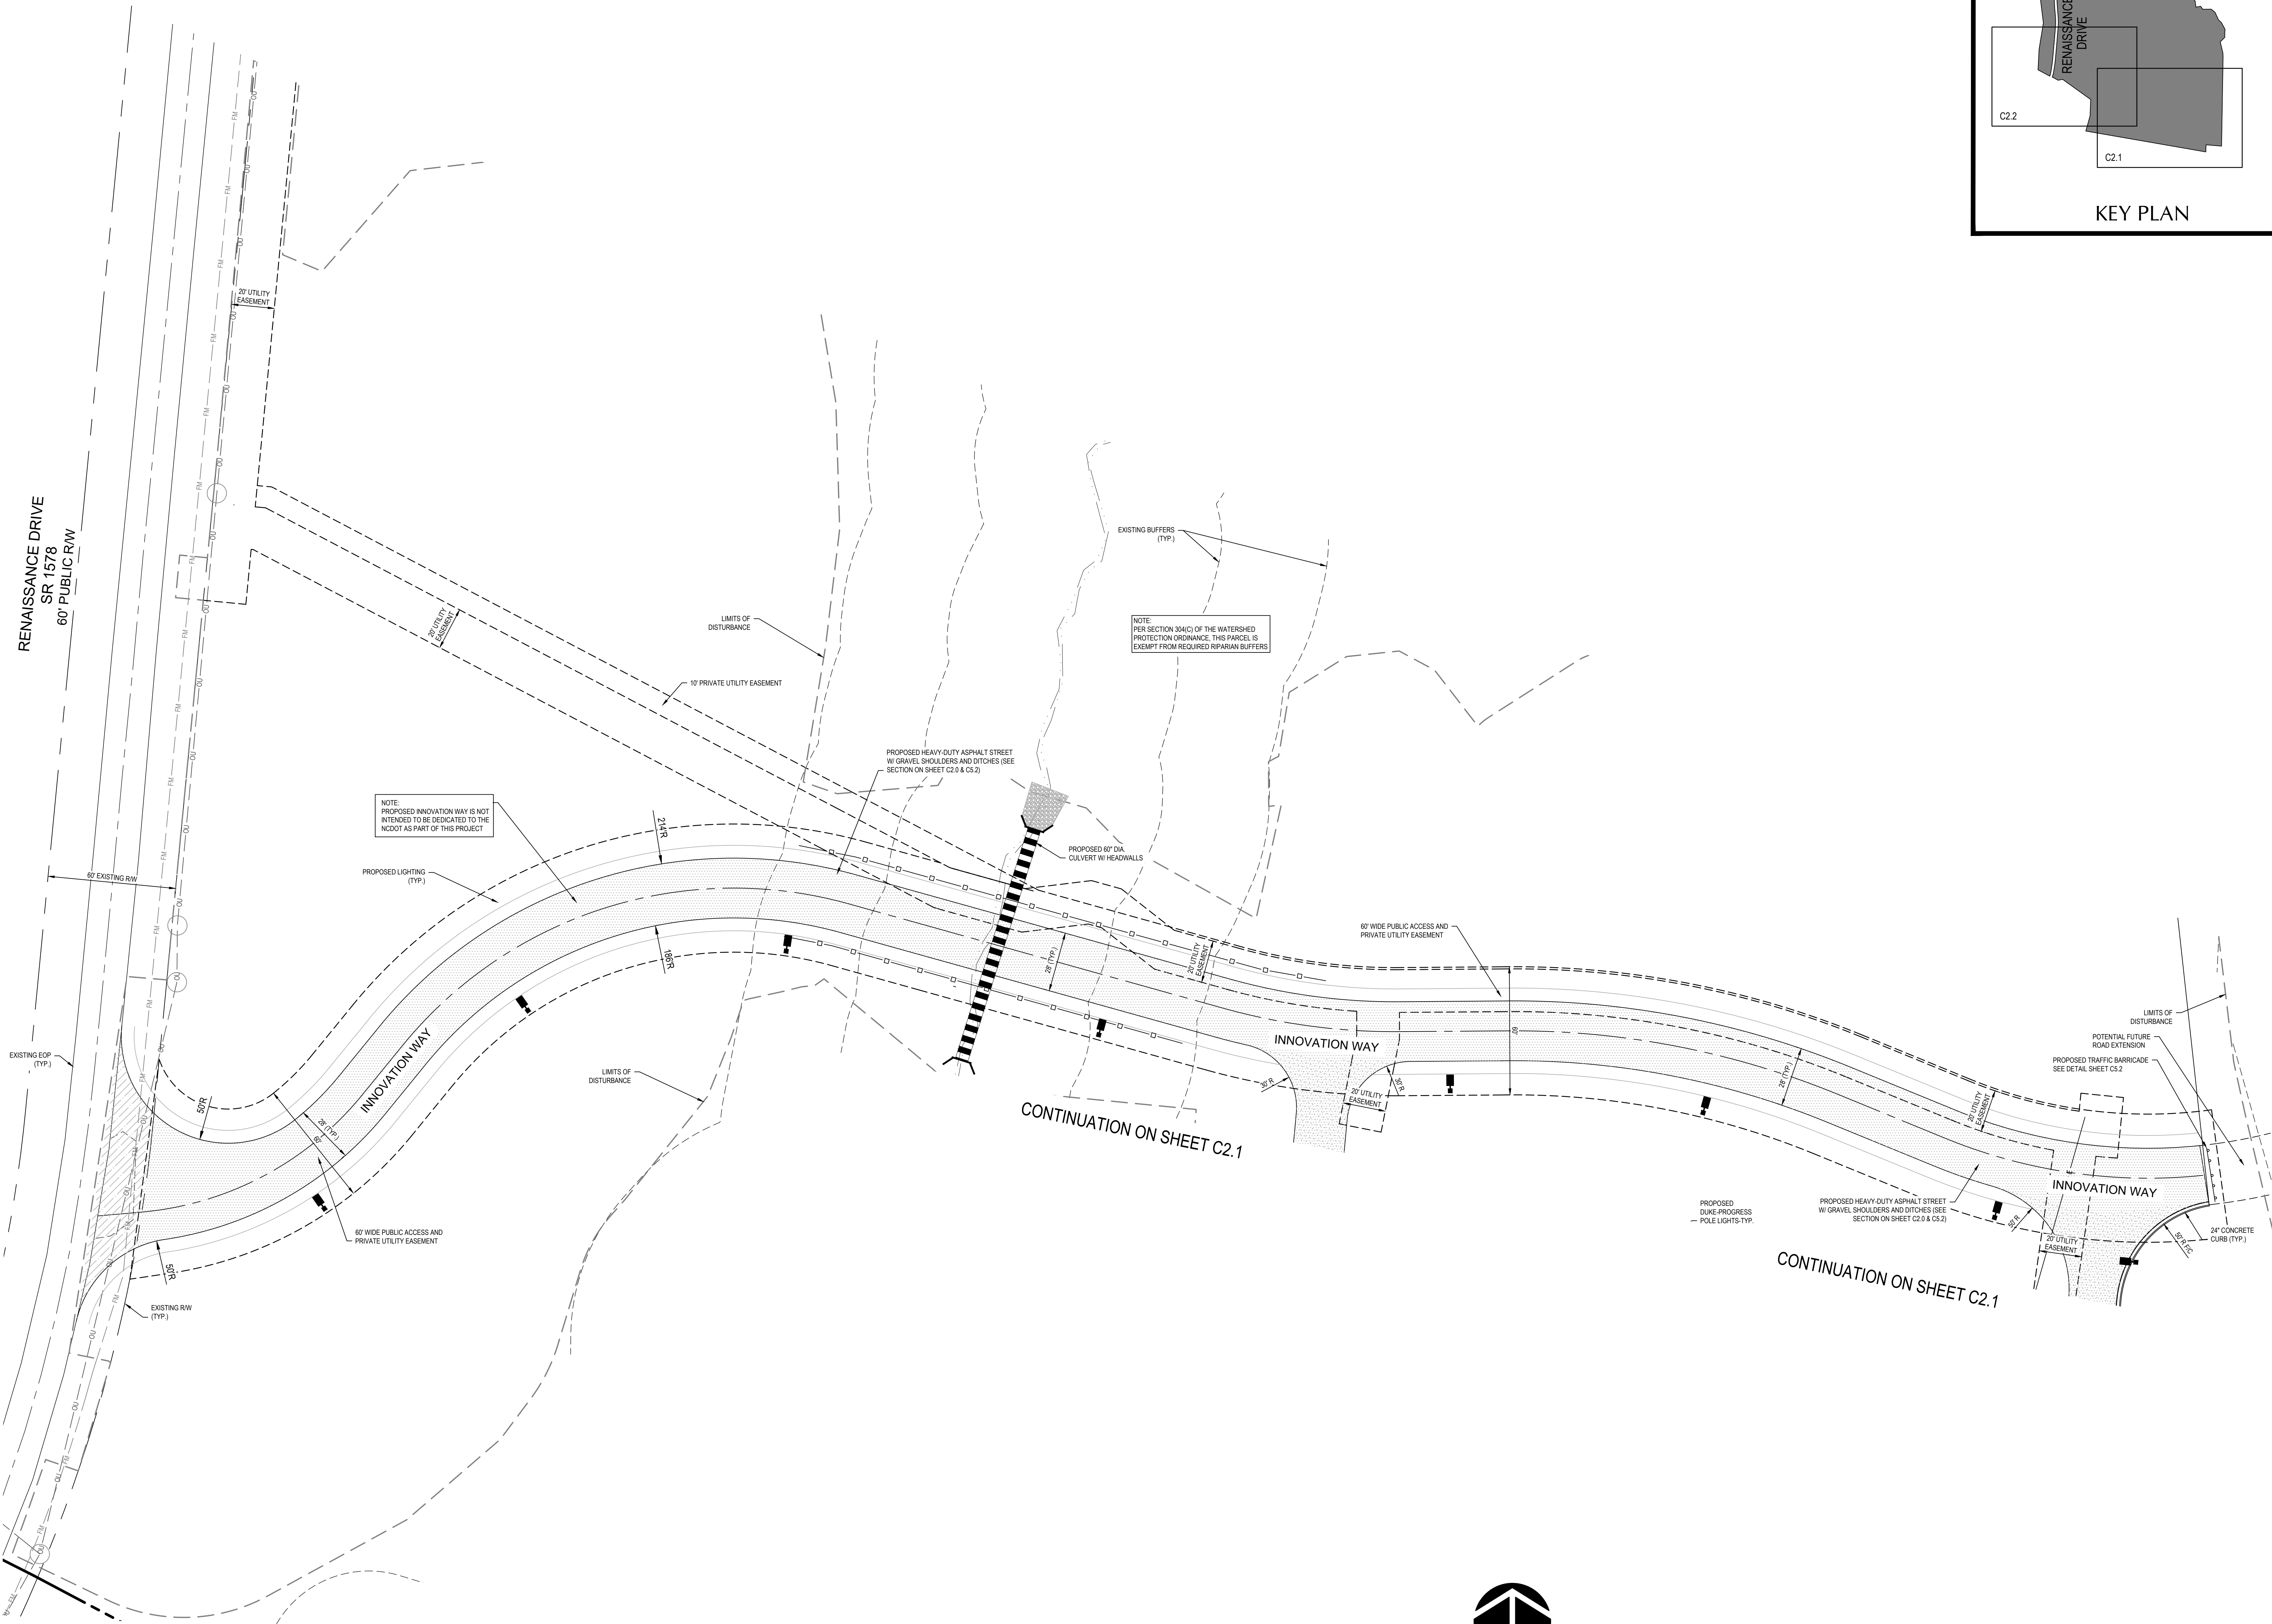 RENAISSANCE
DRIVE
C2.2
C2.1
KEY PLAN
20' UTILITY
EASEMENT
RENAISSANCE DRIVE
SR 1578
60' PUBLIC R/W
EXISTING BUFFERS
(TYP.)
20' UTILITY
EASEMENT
LIMITS OF
DISTURBANCE
NOTE:
PER SECTION 304(C) OF THE WATERSHED
PROTECTION ORDINANCE, THIS PARCEL IS
EXEMPT FROM REQUIRED RIPARIAN BUFFERS
10' PRIVATE UTILITY EASEMENT
PROPOSED HEAVY-DUTY ASPHALT STREET
W/ GRAVEL SHOULDERS AND DITCHES (SEE
SECTION ON SHEET C2.0 & C5.2)
NOTE:
PROPOSED INNOVATION WAY IS NOT
INTENDED TO BE DEDICATED TO THE
NCDOT AS PART OF THIS PROJECT
214'R
PROPOSED 60" DIA.
CULVERT W/ HEADWALLS
60' EXISTING R/W
PROPOSED LIGHTING
(TYP.)
186'R
28' (TYP.)
20' UTILITY
EASEMENT
60' WIDE PUBLIC ACCESS AND
PRIVATE UTILITY EASEMENT
60'
INNOVATION WAY
LIMITS OF
DISTURBANCE
POTENTIAL FUTURE
ROAD EXTENSION
PROPOSED TRAFFIC BARRICADE
SEE DETAIL SHEET C5.2
EXISTING EOP
(TYP.)
INNOVATION WAY
LIMITS OF
DISTURBANCE
30' R
30' R
20' UTILITY
EASEMENT
28' (TYP.)
20' UTILITY
EASEMENT
50'R
28' (TYP.)
60'
CONTINUATION ON SHEET C2.1
INNOVATION WAY
PROPOSED
DUKE-PROGRESS
POLE LIGHTS-TYP.
PROPOSED HEAVY-DUTY ASPHALT STREET
W/ GRAVEL SHOULDERS AND DITCHES (SEE
SECTION ON SHEET C2.0 & C5.2)
50' R
20' UTILITY
EASEMENT
50' R F/C
24" CONCRETE
CURB (TYP.)
60' WIDE PUBLIC ACCESS AND
PRIVATE UTILITY EASEMENT
50'R
CONTINUATION ON SHEET C2.1
EXISTING R/W
(TYP.)
FM
OU